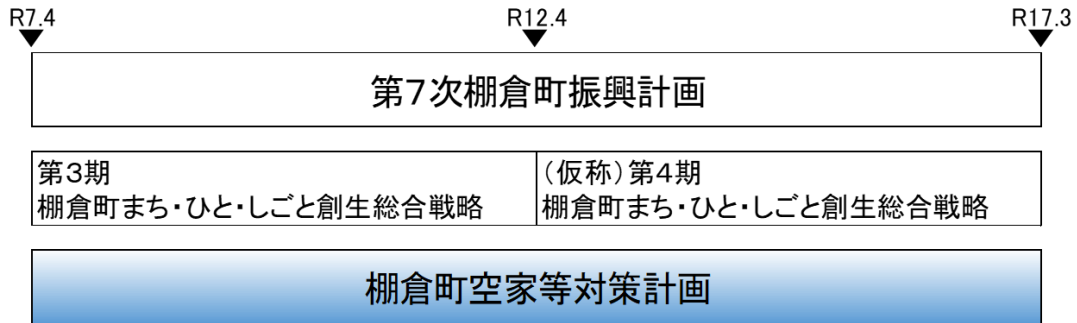 R7.4
R12.4
R17.3
第7次棚倉町振興計画
第3期
棚倉町まち・ひと・しごと創生総合戦略
(仮称)第4期
棚倉町まち・ひと・しごと創生総合戦略
棚倉町空家等対策計画